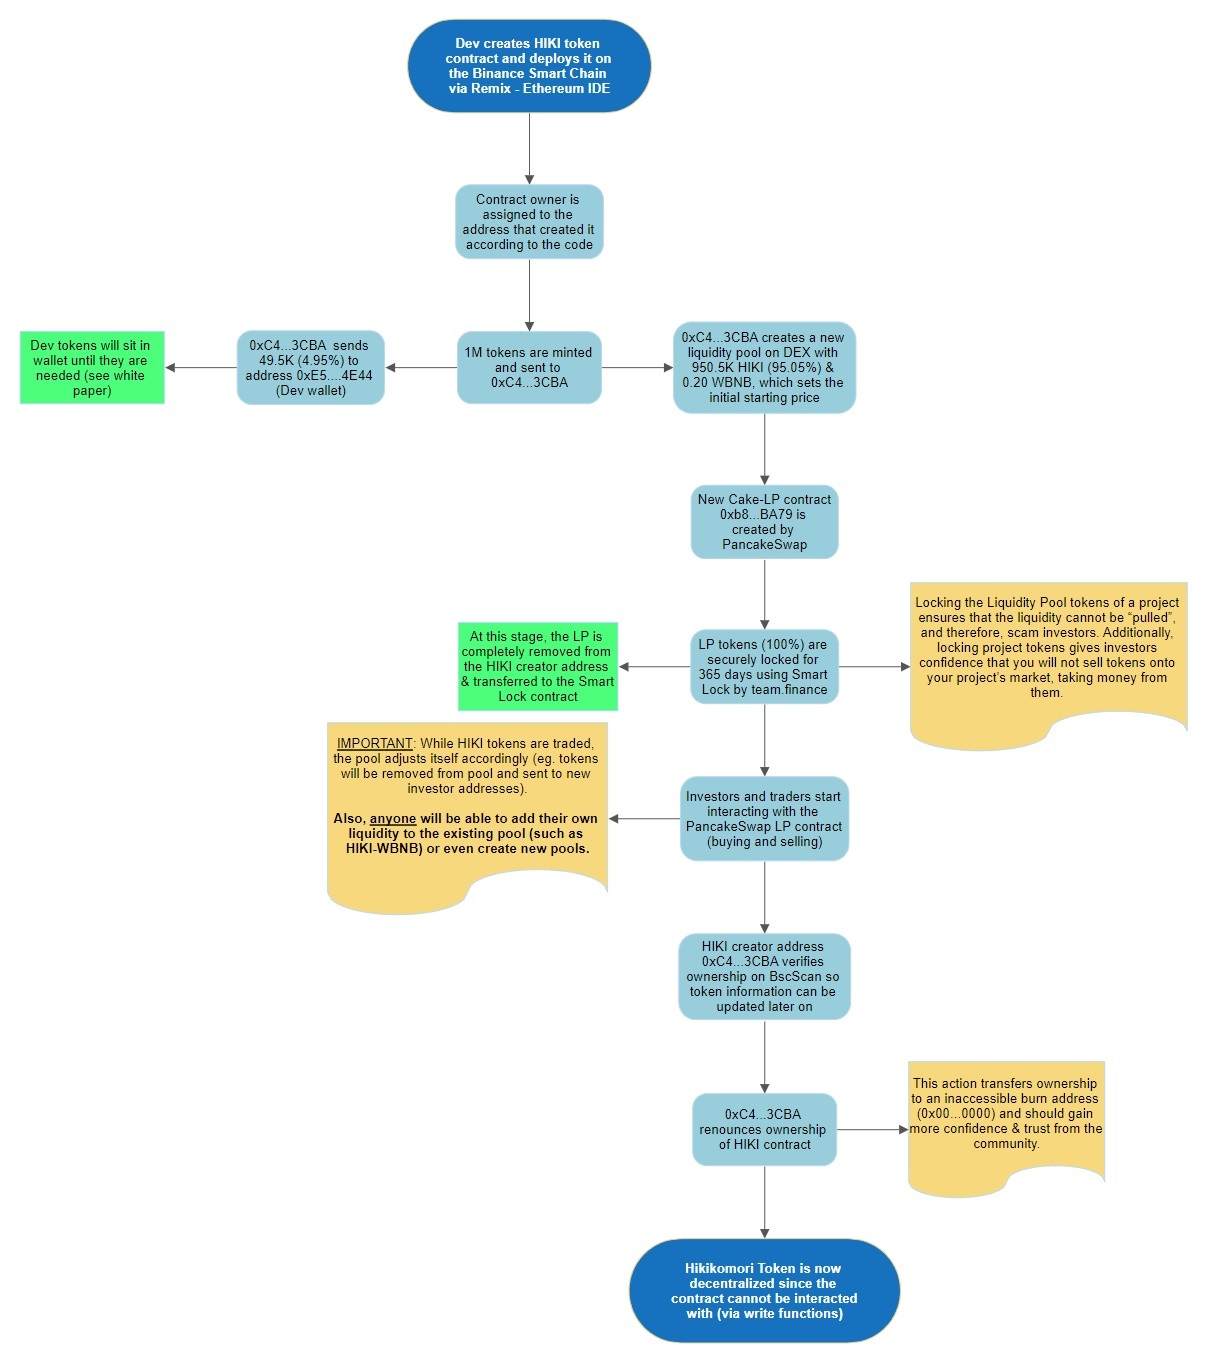 Dev creates HIKI token
contract and deploys it on
the Binance Smart Chain
via Remix - Ethereum IDE
Contract owner is
assigned to the
address that created it
according to the code
Dev tokens will sit in
wallet until they are
needed (see white
paper)
0xC4...3CBA  sends
49.5K (4.95%) to
address 0xE5....4E44
(Dev wallet)
1M tokens are minted
and sent to
0xC4...3CBA
0xC4...3CBA creates a new
liquidity pool on DEX with
950.5K HIKI (95.05%) &
0.20 WBNB, which sets the
initial starting price
New Cake-LP contract
0xb8...BA79 is
created by
PancakeSwap
At this stage, the LP is
completely removed from
the HIKI creator address
& transferred to the Smart
Lock contract
LP tokens (100%) are
securely locked for
365 days using Smart
Lock by team.finance
Locking the Liquidity Pool tokens of a project
ensures that the liquidity cannot be “pulled”,
and therefore, scam investors. Additionally,
locking project tokens gives investors
confidence that you will not sell tokens onto
your project’s market, taking money from
them.
IMPORTANT: While HIKI tokens are traded,
the pool adjusts itself accordingly (eg. tokens
will be removed from pool and sent to new
investor addresses).
Also, anyone will be able to add their own
liquidity to the existing pool (such as
HIKI-WBNB) or even create new pools.
Investors and traders start
interacting with the
PancakeSwap LP contract
(buying and selling)
HIKI creator address
0xC4...3CBA verifies
ownership on BscScan so
token information can be
updated later on
0xC4...3CBA
renounces ownership
of HIKI contract
This action transfers ownership
to an inaccessible burn address
(0x00...0000) and should gain
more confidence & trust from the
community.
Hikikomori Token is now
decentralized since the
contract cannot be interacted
with (via write functions)